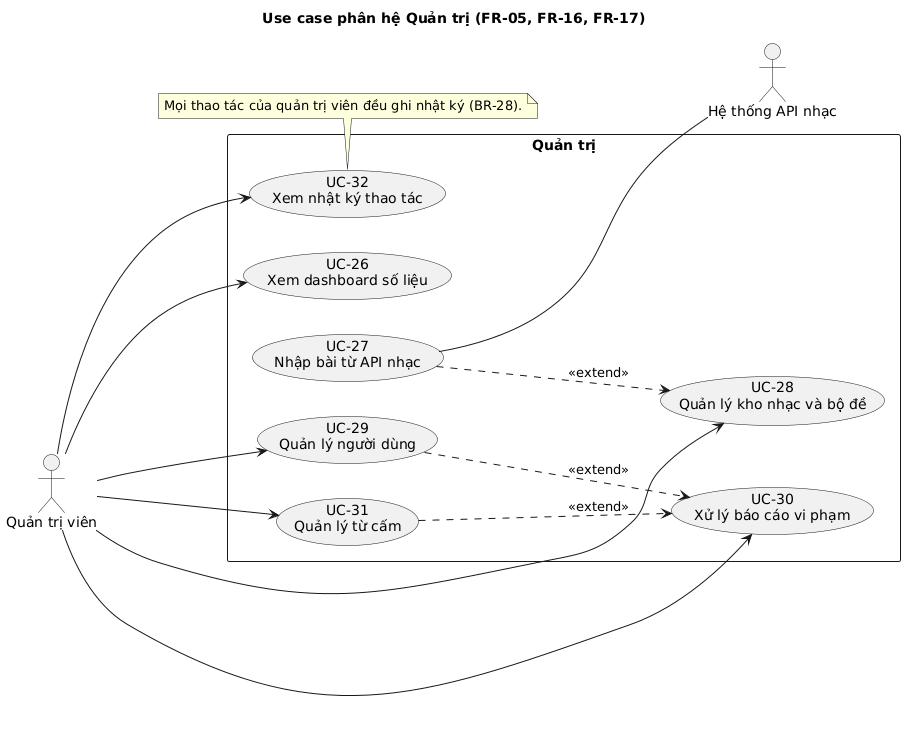 Use case phân hệ Quản trị (FR-05, FR-16, FR-17)
Hệ thống API nhạc
Mọi thao tác của quản trị viên đều ghi nhật ký (BR-28).
Quản trị
UC-32
Xem nhật ký thao tác
UC-26
Xem dashboard số liệu
UC-27
Nhập bài từ API nhạc
«extend»
UC-28
Quản lý kho nhạc và bộ đề
UC-29
Quản lý người dùng
«extend»
UC-30
Xử lý báo cáo vi phạm
UC-31
Quản lý từ cấm
«extend»
Quản trị viên